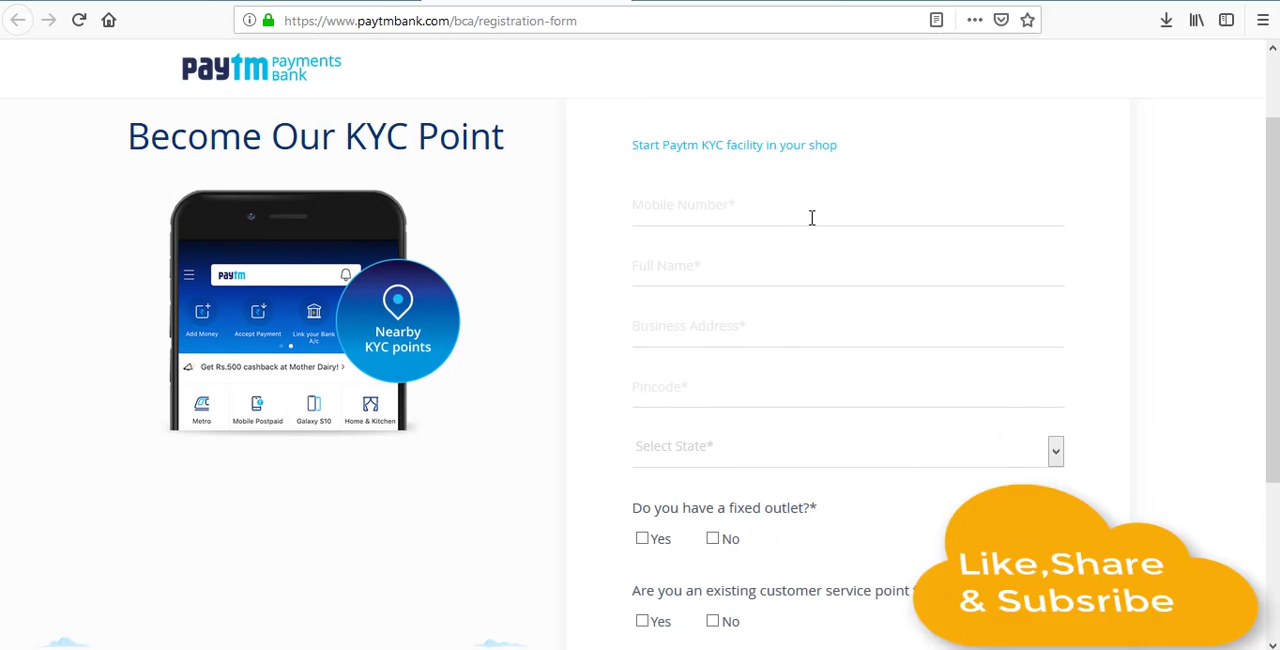 https://www.paytmbank.com/bca/registration-form
paytm payments
Bank
Become Our KYC Point
Start Paytm KYC facility in your shop
Mobile Number*
Full Name*
Business Address*
Pincode*
Select State*
Do you have a fixed outlet?*
Yes No
Are you an existing customer service point
Yes No
paytm
Add Money Accept Payment Link your Bank
A/c
Nearby
KYC points
Get Rs.500 cashback at Mother Dairy! >
Metro Mobile Postpaid Galaxy S10 Home & Kitchen
Like,Share
& Subsribe